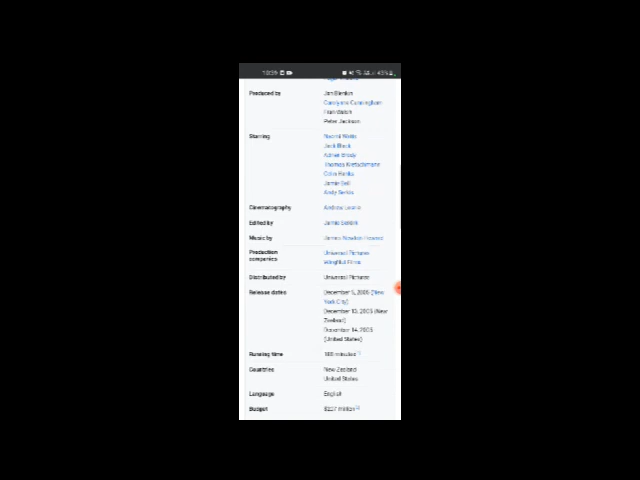 Produced by
Jan Blenkin
Carolynne Cunningham
Fran Walsh
Peter Jackson
Starring
Naomi Watts
Jack Black
Adrien Brody
Thomas Kretschmann
Colin Hanks
Jamie Bell
Andy Serkis
Cinematography
Andrew Lesnie
Edited by
Jamie Selkirk
Music by
James Newton Howard
Production
companies
Universal Pictures
WingNut Films
Distributed by
Universal Pictures
Release dates
December 5, 2005 (New
York City)
December 13, 2005 (New
Zealand)
December 14, 2005
(United States)
Running time
minutes
Countries
New Zealand
United States
Language
English
Budget
$207 million